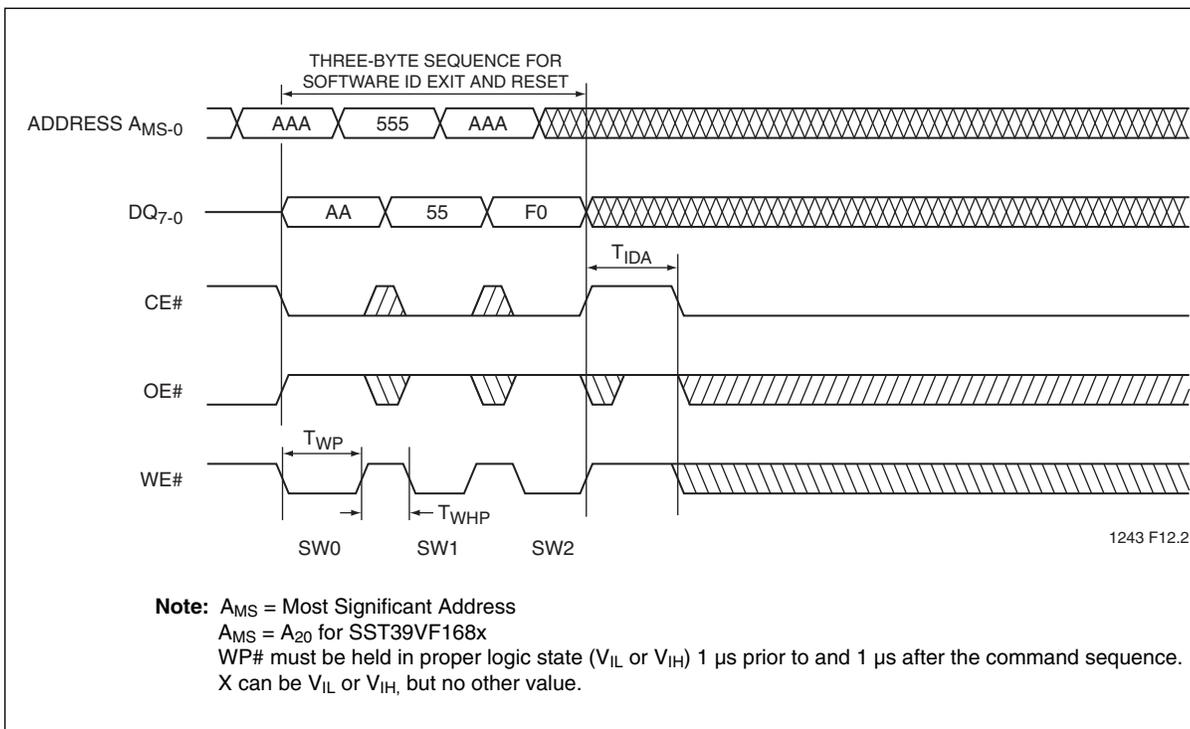 THREE-BYTE SEQUENCE FOR
SOFTWARE ID EXIT AND RESET
ADDRESS AMS-0
AAA 555 AAA
DQ7-0
AA 55 F0
TIDA
CE#
OE#
TWP
WE#
TWHP
SW0 SW1 SW2
1243 F12.2
Note: AMS = Most Significant Address
AMS = A20 for SST39VF168x
WP# must be held in proper logic state (VIL or VIH) 1 µs prior to and 1 µs after the command sequence.
X can be VIL or VIH, but no other value.